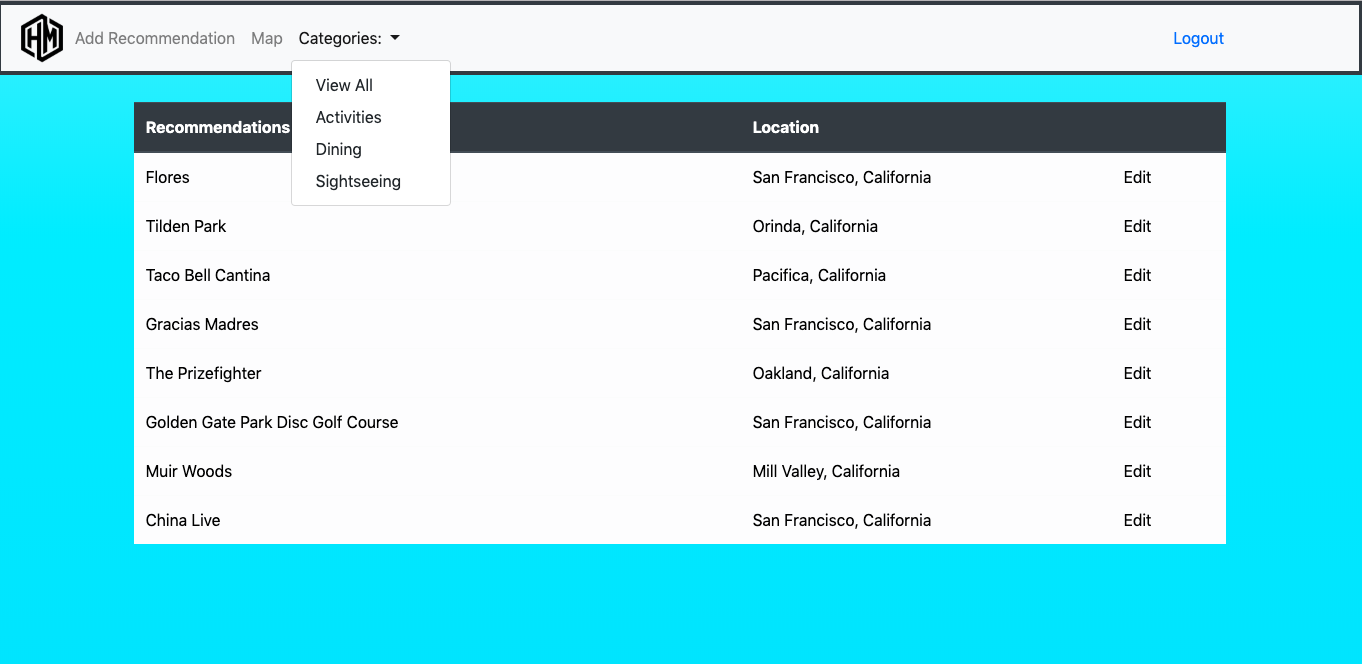 HM Add Recommendation Map Categories: Logout
View All
Activities
Dining
Sightseeing
Recommendations Location
Flores San Francisco, California Edit
Tilden Park Orinda, California Edit
Taco Bell Cantina Pacifica, California Edit
Gracias Madres San Francisco, California Edit
The Prizefighter Oakland, California Edit
Golden Gate Park Disc Golf Course San Francisco, California Edit
Muir Woods Mill Valley, California Edit
China Live San Francisco, California Edit